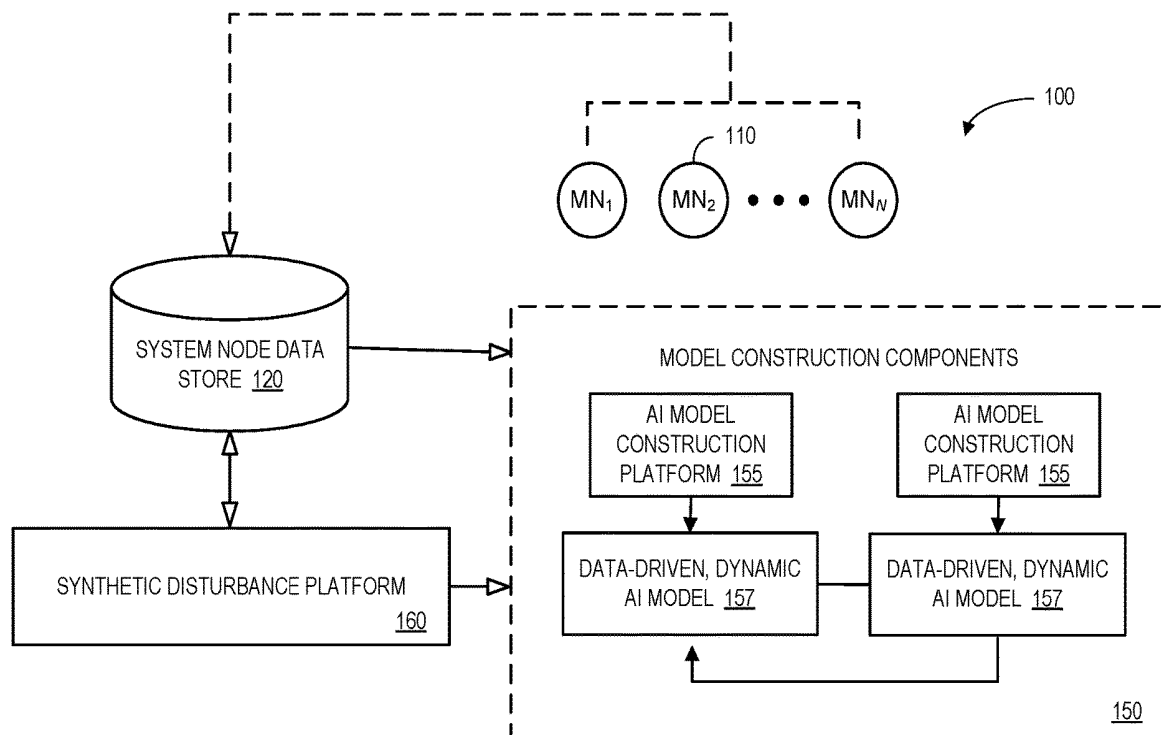 100
110
MN1
MN2
MNN
SYSTEM NODE DATA
STORE 120
MODEL CONSTRUCTION COMPONENTS
AI MODEL
CONSTRUCTION
PLATFORM 155
AI MODEL
CONSTRUCTION
PLATFORM 155
SYNTHETIC DISTURBANCE PLATFORM
160
DATA-DRIVEN, DYNAMIC
AI MODEL 157
DATA-DRIVEN, DYNAMIC
AI MODEL 157
150